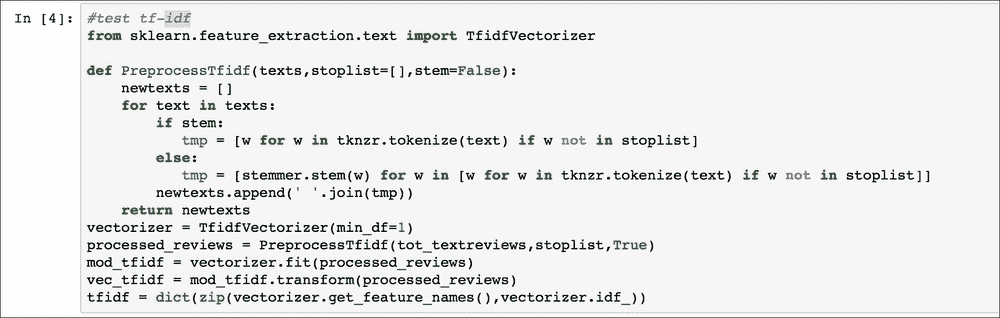 In [4]: #test tf-idf
from sklearn.feature_extraction.text import TfidfVectorizer

def PreprocessTfidf(texts,stoplist=[],stem=False):
    newtexts = []
    for text in texts:
        if stem:
           tmp = [w for w in tknzr.tokenize(text) if w not in stoplist]
        else:
           tmp = [stemmer.stem(w) for w in [w for w in tknzr.tokenize(text) if w not in stoplist]]
        newtexts.append(' '.join(tmp))
    return newtexts
vectorizer = TfidfVectorizer(min_df=1)
processed_reviews = PreprocessTfidf(tot_textreviews,stoplist,True)
mod_tfidf = vectorizer.fit(processed_reviews)
vec_tfidf = mod_tfidf.transform(processed_reviews)
tfidf = dict(zip(vectorizer.get_feature_names(),vectorizer.idf_))